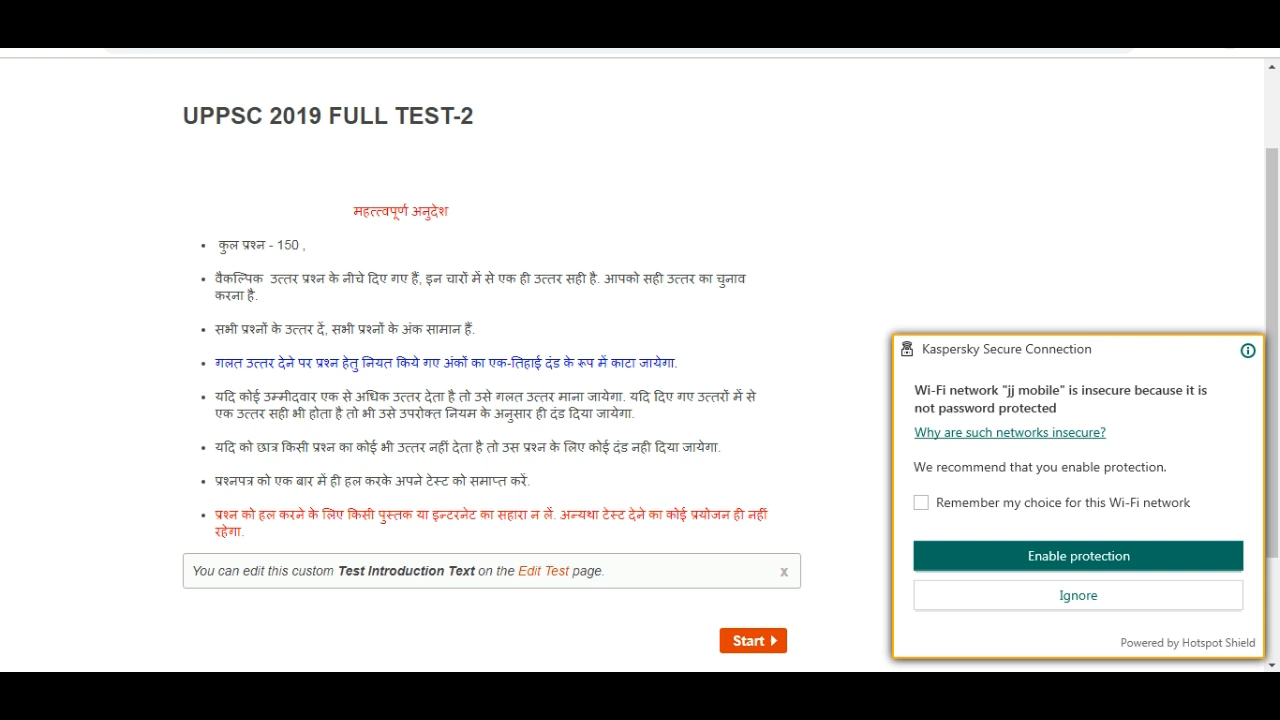 UPPSC 2019 FULL TEST-2
महत्त्वपूर्ण अनुदेश
• कुल प्रश्न - 150 ,
• वैकल्पिक उत्तर प्रश्न के नीचे दिए गए हैं, इन चारों में से एक ही उत्तर सही है. आपको सही उत्तर का चुनाव
करना है.
• सभी प्रश्नों के उत्तर दें, सभी प्रश्नों के अंक सामान हैं.
• गलत उत्तर देने पर प्रश्न हेतु नियत किये गए अंकों का एक-तिहाई दंड के रूप में काटा जायेगा.
• यदि कोई उम्मीदवार एक से अधिक उत्तर देता है तो उसे गलत उत्तर माना जायेगा. यदि दिए गए उत्तरों में से
एक उत्तर सही भी होता है तो भी उसे उपरोक्त नियम के अनुसार ही दंड दिया जायेगा.
• यदि को छात्र किसी प्रश्न का कोई भी उत्तर नहीं देता है तो उस प्रश्न के लिए कोई दंड नही दिया जायेगा.
• प्रश्नपत्र को एक बार में ही हल करके अपने टेस्ट को समाप्त करें.
• प्रश्न को हल करने के लिए किसी पुस्तक या इन्टरनेट का सहारा न लें. अन्यथा टेस्ट देने का कोई प्रयोजन ही नहीं
रहेगा.
You can edit this custom Test Introduction Text on the Edit Test page. x
Start
Kaspersky Secure Connection
Wi-Fi network "jj mobile" is insecure because it is
not password protected
Why are such networks insecure?
We recommend that you enable protection.
Remember my choice for this Wi-Fi network
Enable protection
Ignore
Powered by Hotspot Shield